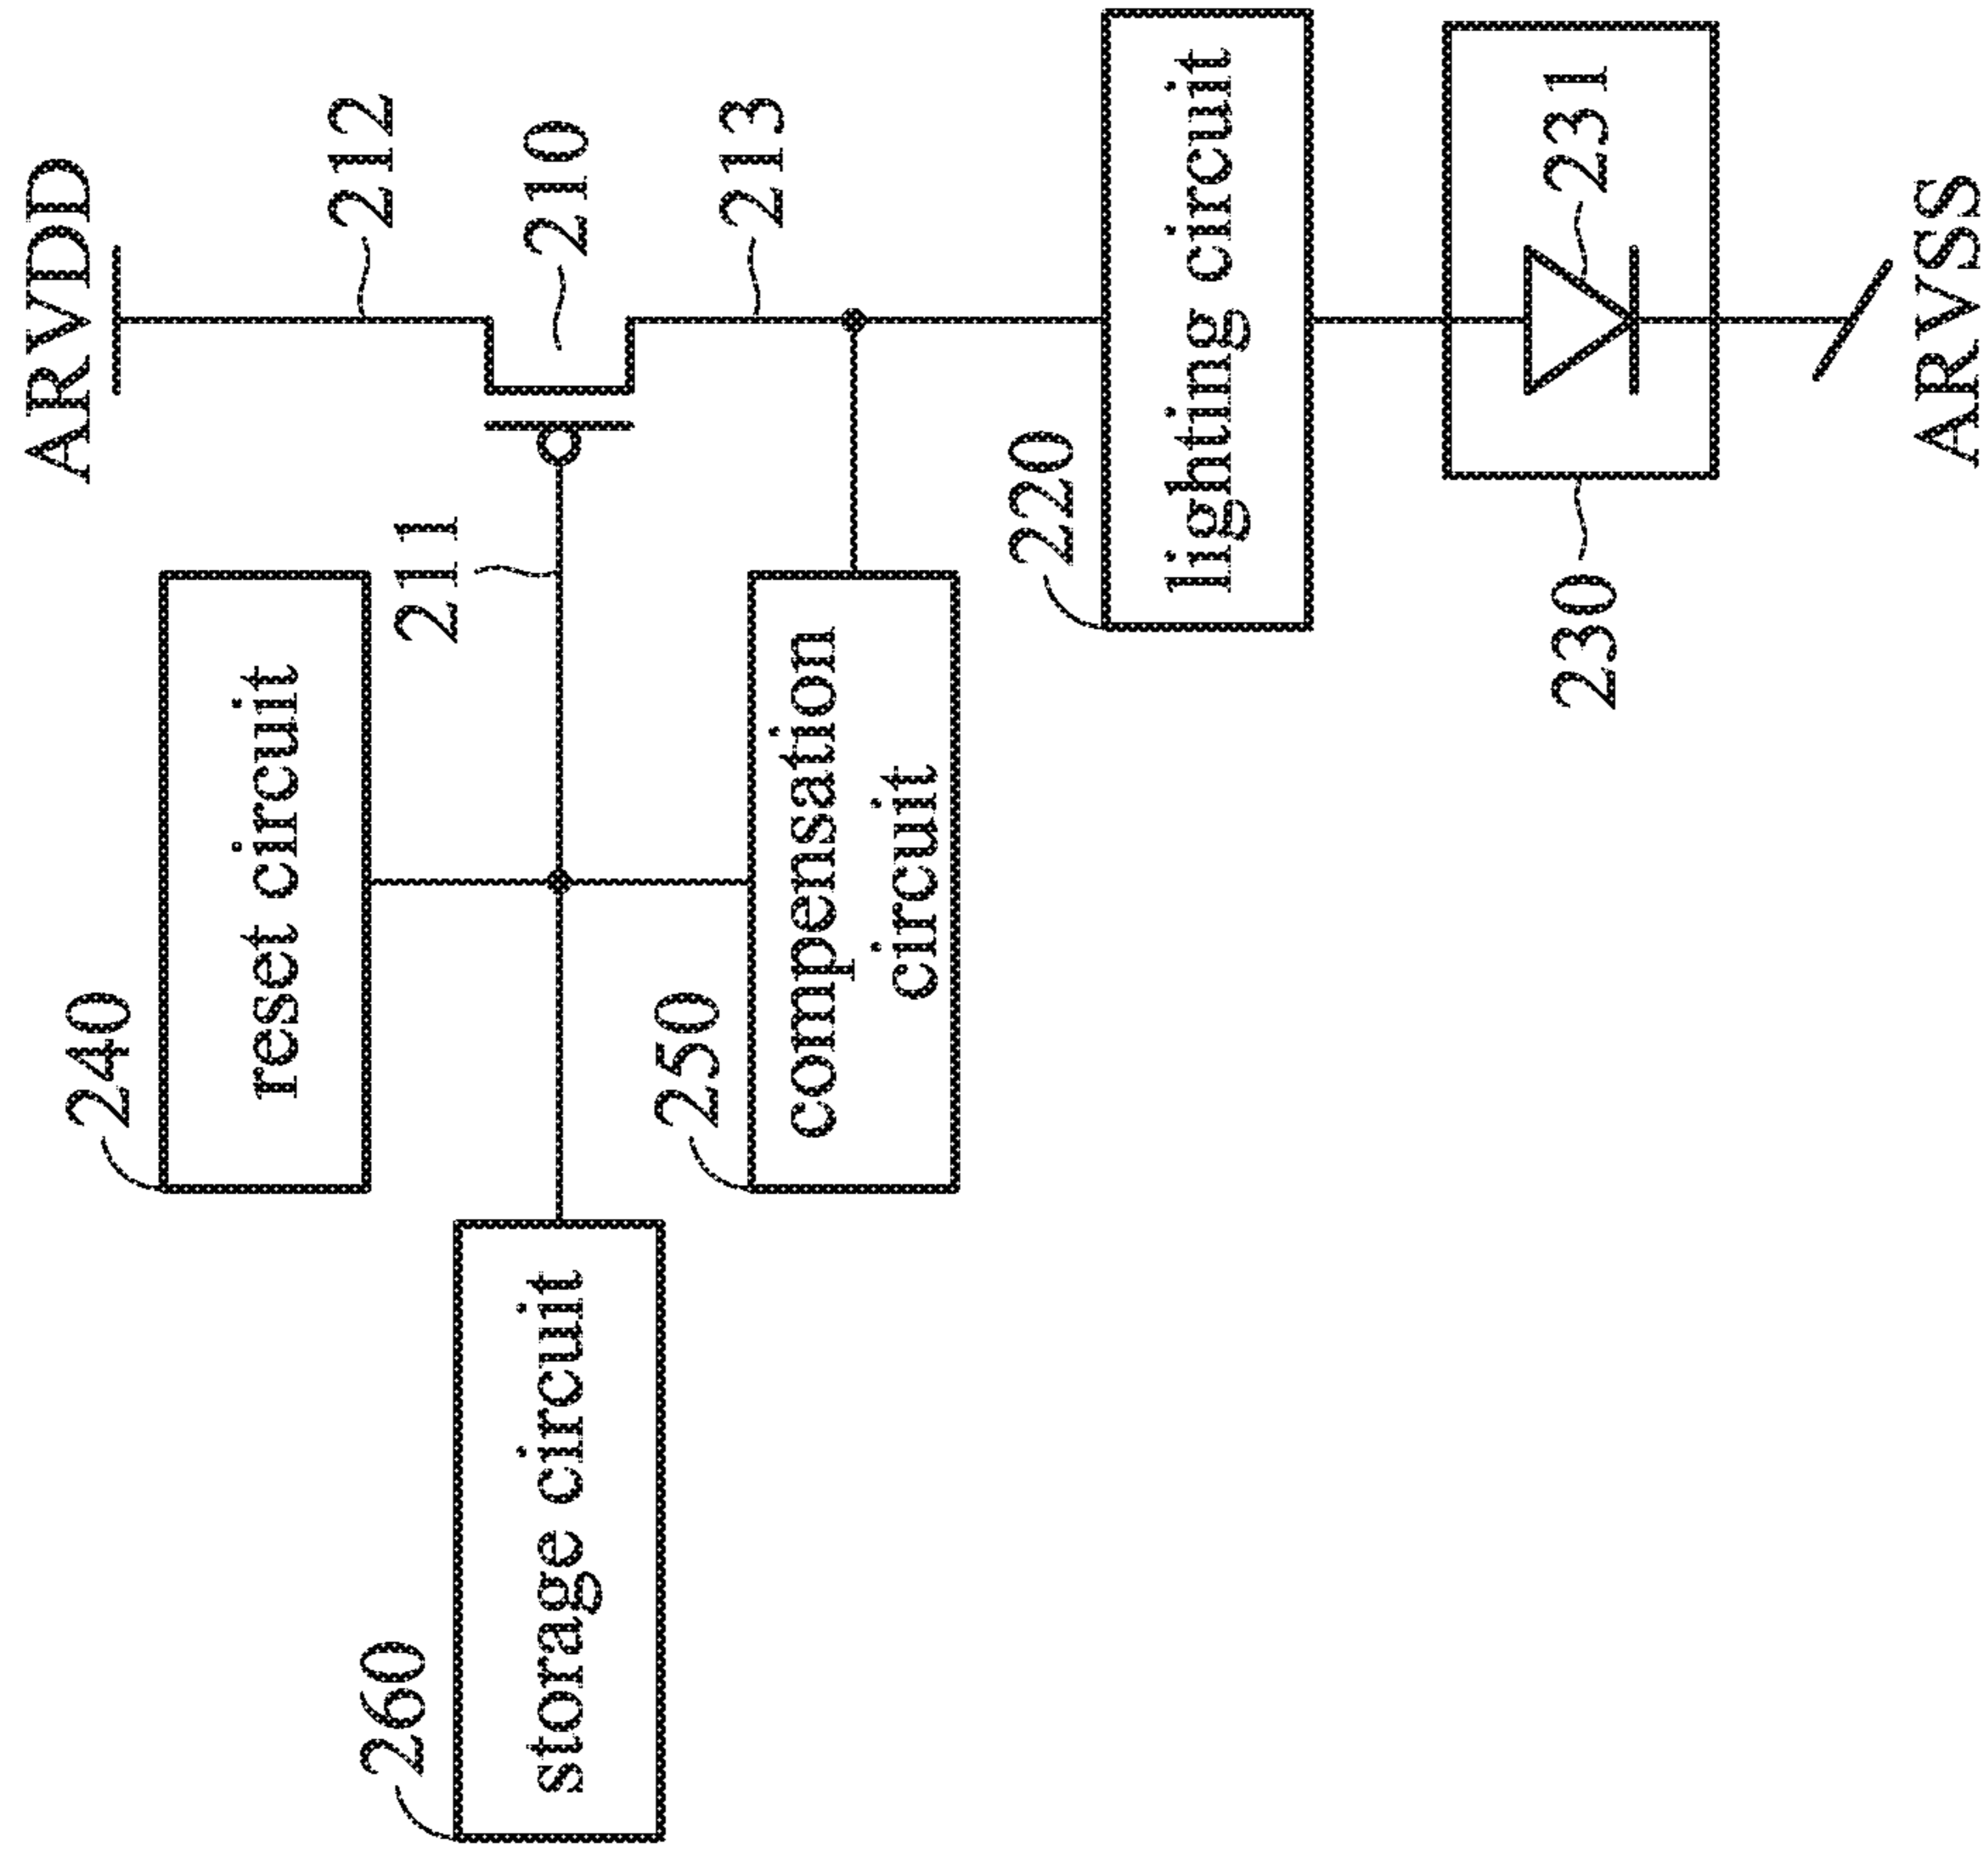 ARVDD
212
240
reset circuit
210
211
260
storage circuit
213
250
compensation
circuit
220
lighting circuit
231
230
ARVSS